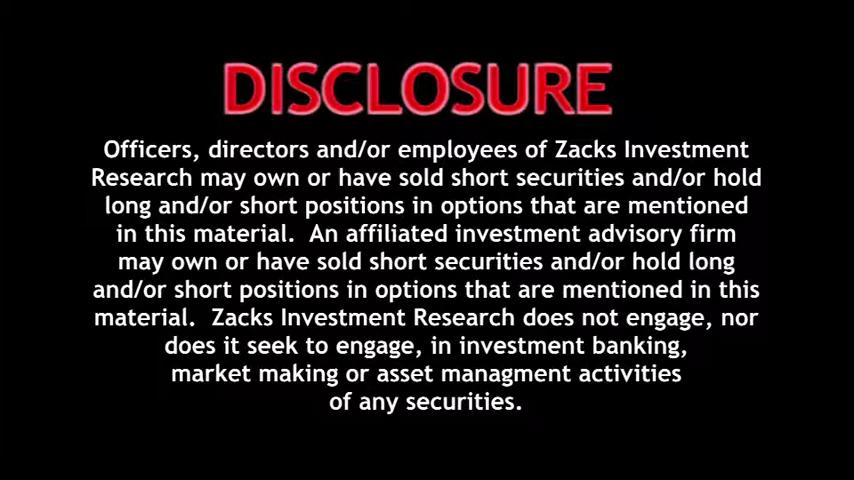 DISCLOSURE
Officers, directors and/or employees of Zacks Investment
Research may own or have sold short securities and/or hold
long and/or short positions in options that are mentioned
in this material.  An affiliated investment advisory firm
may own or have sold short securities and/or hold long
and/or short positions in options that are mentioned in this
material.  Zacks Investment Research does not engage, nor
does it seek to engage, in investment banking,
market making or asset managment activities
of any securities.